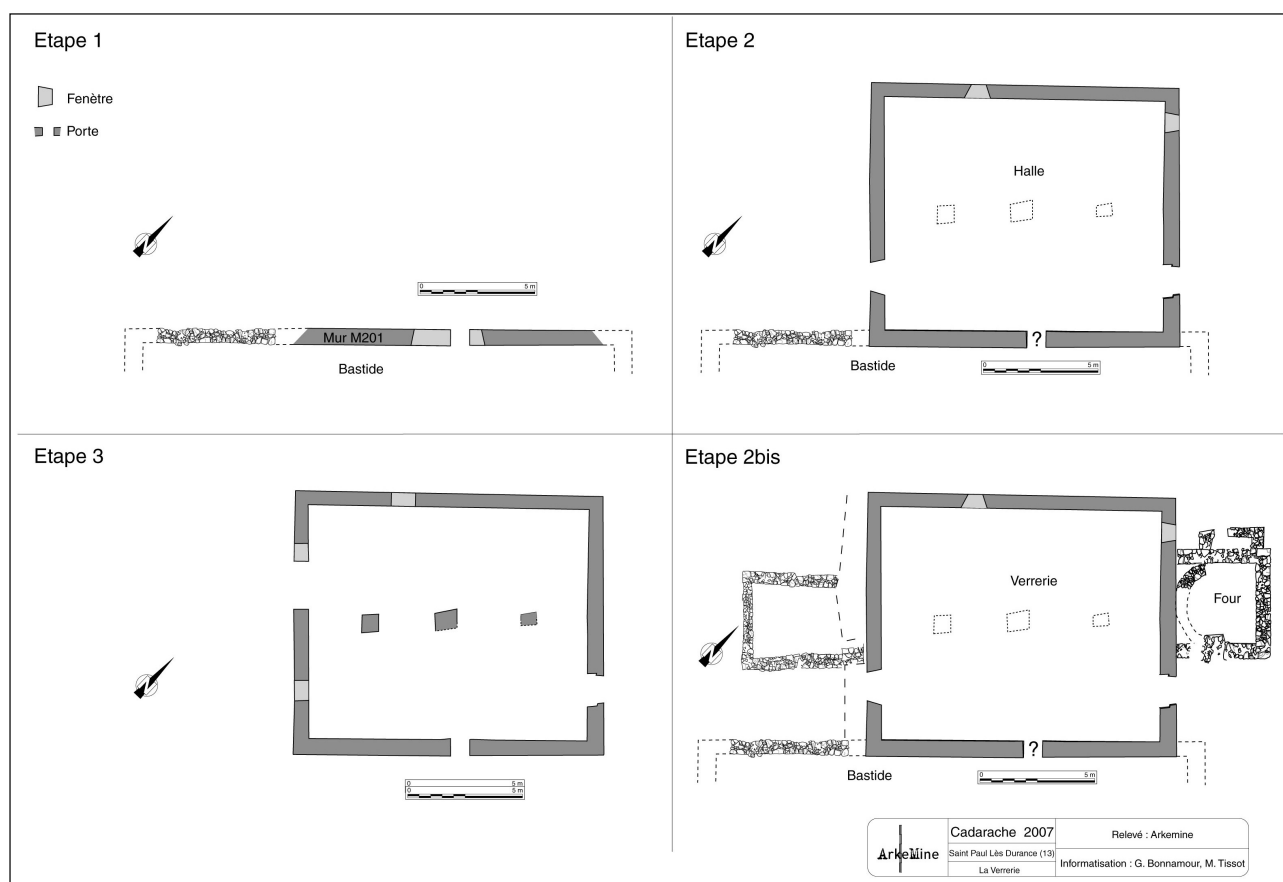 Etape 1
Fenètre
Porte
0 5 m
Mur M201
Bastide
Etape 2
Halle
?
Bastide
0 5 m
Etape 3
0 5 m
0 5 m
Etape 2bis
Verrerie
Four
?
Bastide
0 5 m
ArkeMine
Cadarache 2007
Saint Paul Lès Durance (13)
La Verrerie
Relevé : Arkemine
Informatisation : G. Bonnamour, M. Tissot